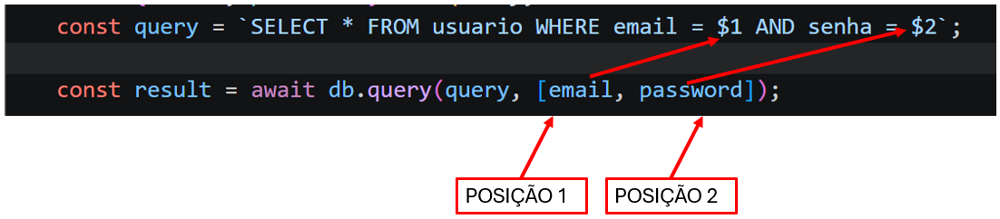 const query = `SELECT * FROM usuario WHERE email = $1 AND senha = $2`;
const result = await db.query(query, [email, password]);
POSIÇÃO 1
POSIÇÃO 2